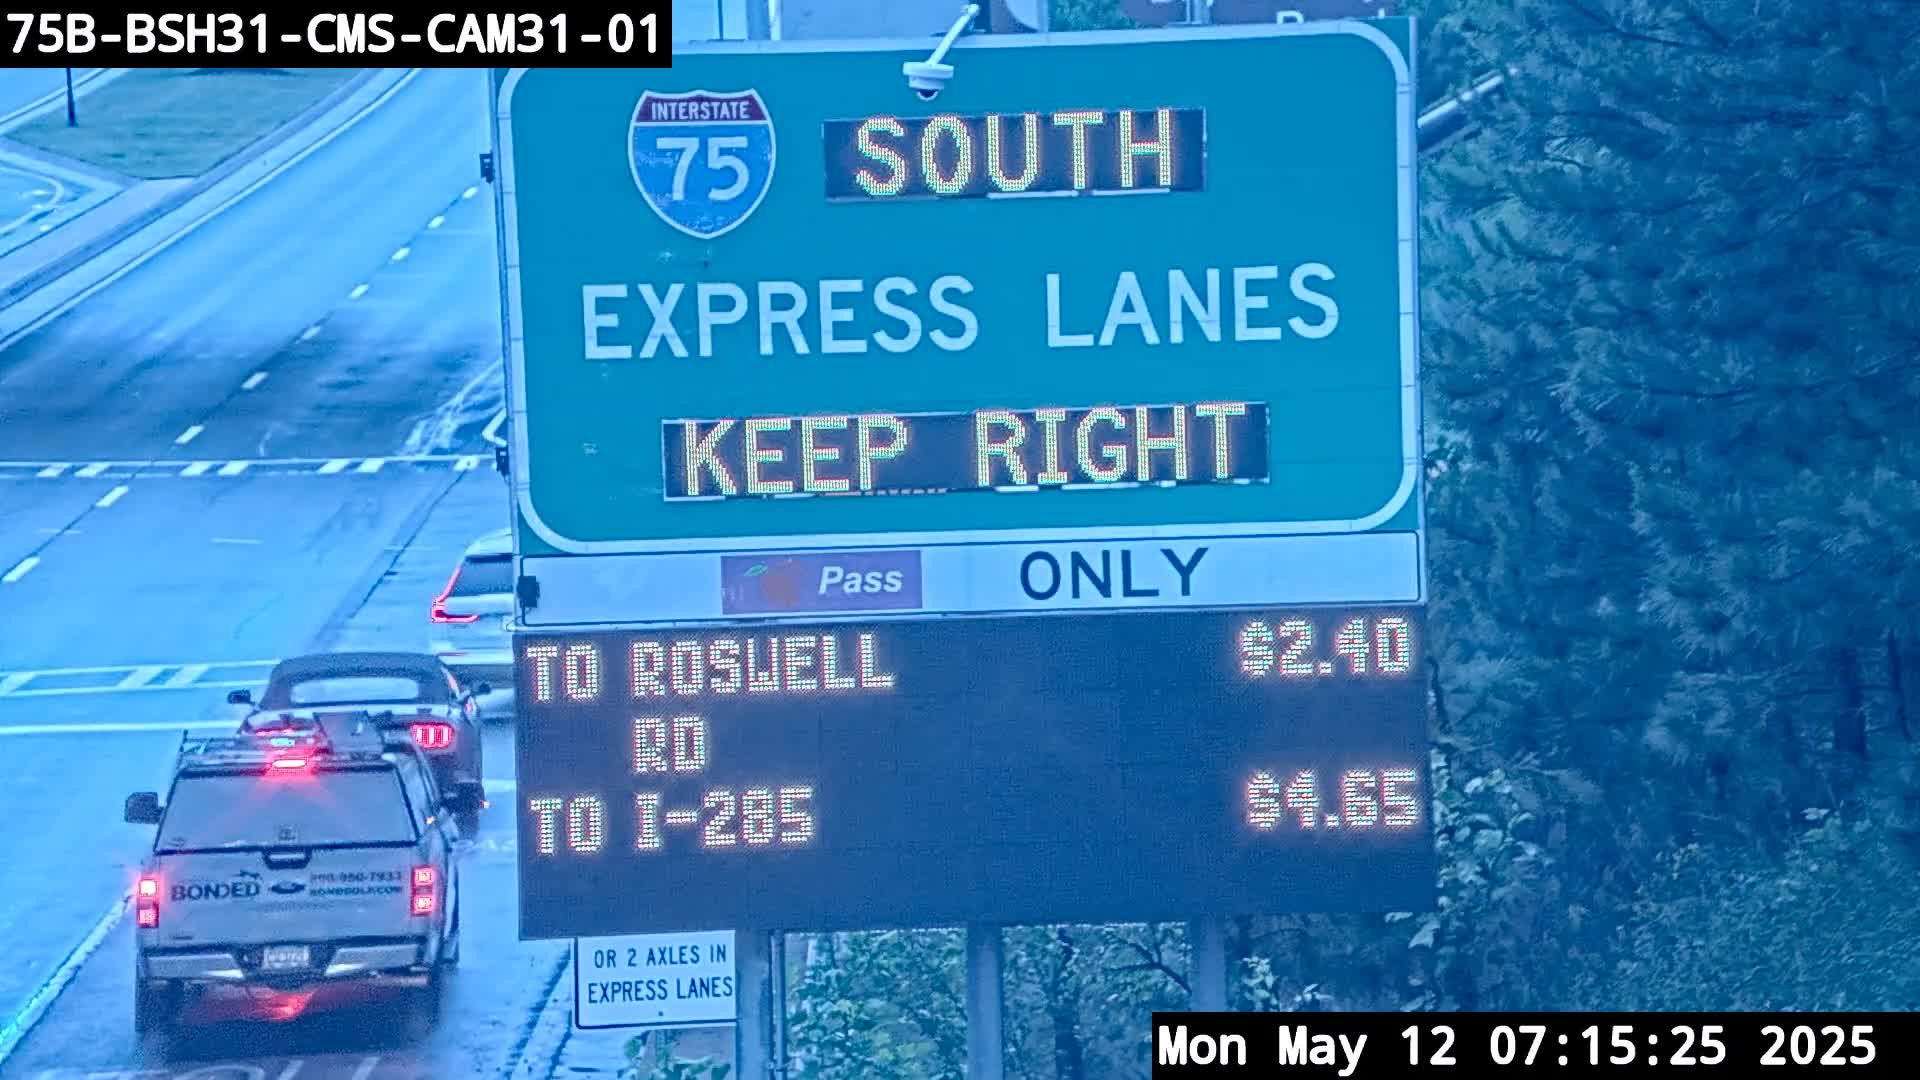 75B-BSH31-CMS-CAM31-01
INTERSTATE
75
SOUTH
EXPRESS LANES
KEEP RIGHT
Pass
ONLY
TO ROSWELL $2.40
RD
TO I-285 $4.65
BONDED
OR 2 AXLES IN
EXPRESS LANES
Mon May 12 07:15:25 2025